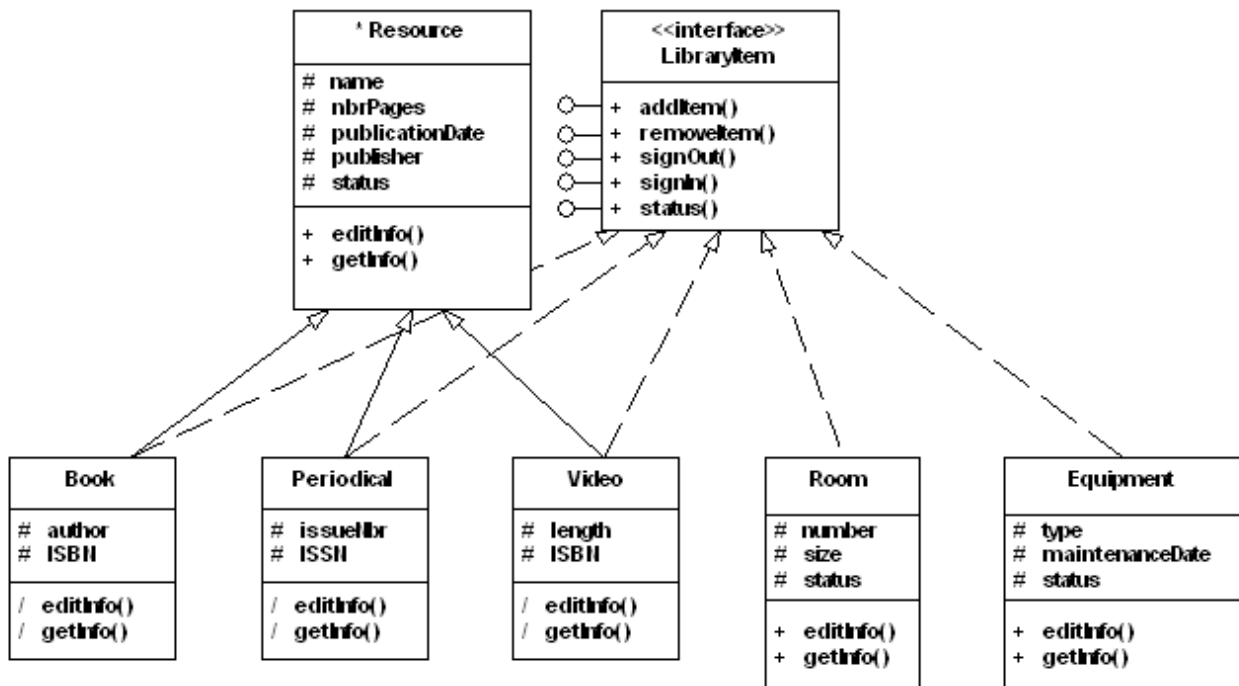 * Resource
# name
# nbrPages
# publicationDate
# publisher
# status
+ editInfo()
+ getInfo()
<<interface>>
LibraryItem
+ addItem()
+ removeItem()
+ signOut()
+ signIn()
+ status()
Book
# author
# ISBN
/ editInfo()
/ getInfo()
Periodical
# issueNbr
# ISSN
/ editInfo()
/ getInfo()
Video
# length
# ISBN
/ editInfo()
/ getInfo()
Room
# number
# size
# status
+ editInfo()
+ getInfo()
Equipment
# type
# maintenanceDate
# status
+ editInfo()
+ getInfo()